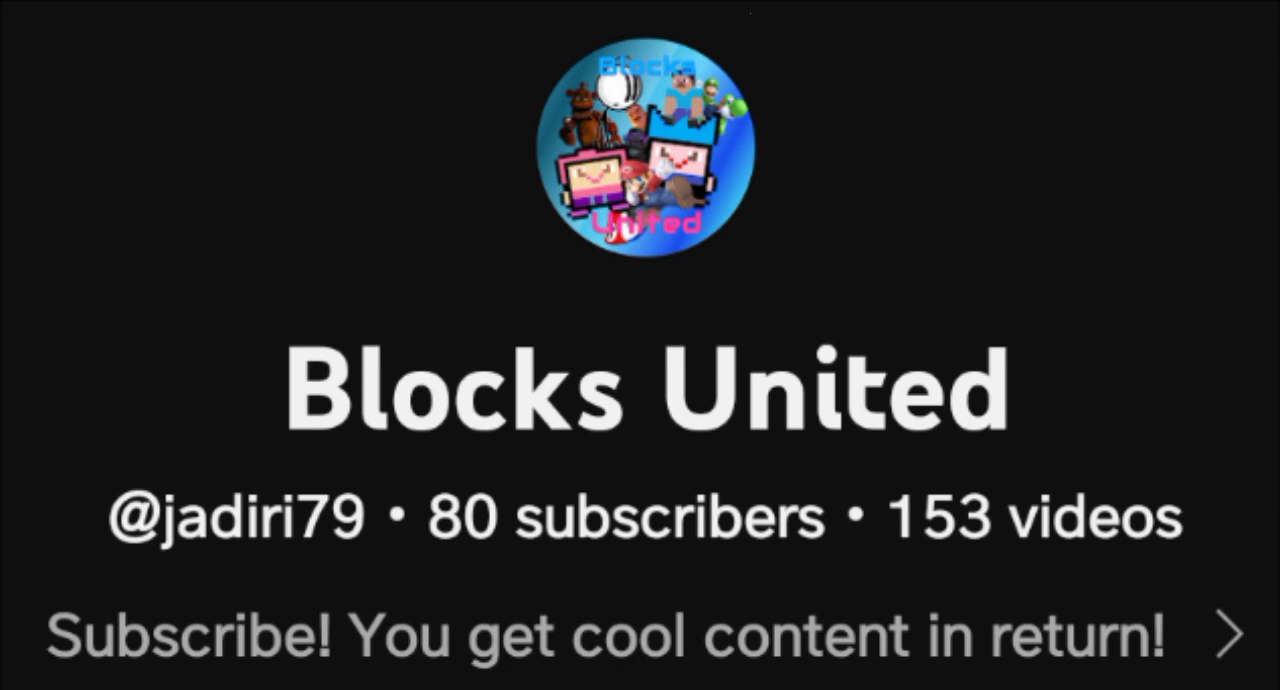 Blocks
United
Blocks United
@jadiri79 • 80 subscribers • 153 videos
Subscribe! You get cool content in return!